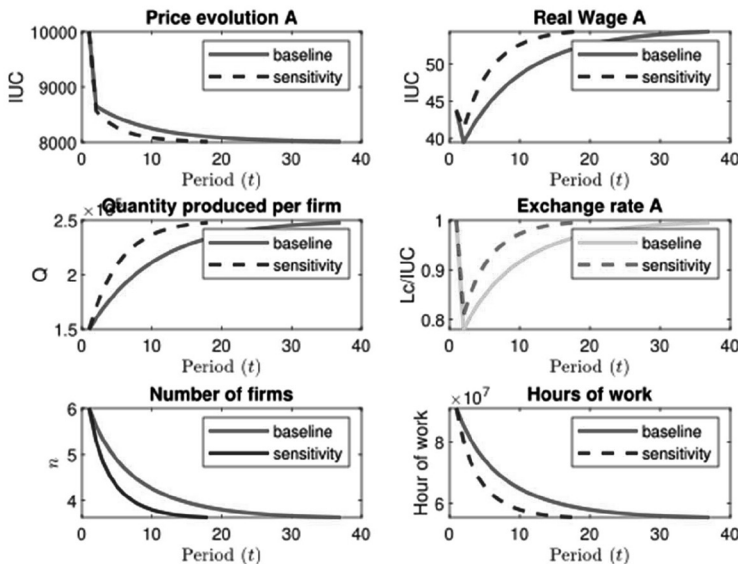 Price evolution A
IUC
10000
9000
8000
baseline
sensitivity
0 10 20 30 40
Period (t)
Real Wage A
IUC
50
45
40
baseline
sensitivity
0 10 20 30 40
Period (t)
Quantity produced per firm
Q
2.5
2
1.5
baseline
sensitivity
0 10 20 30 40
Period (t)
Exchange rate A
Lc/IUC
1
0.9
0.8
baseline
sensitivity
0 10 20 30 40
Period (t)
Number of firms
n
6
5
4
baseline
sensitivity
0 10 20 30 40
Period (t)
Hours of work
Hour of work
×10⁷
8
6
baseline
sensitivity
0 10 20 30 40
Period (t)